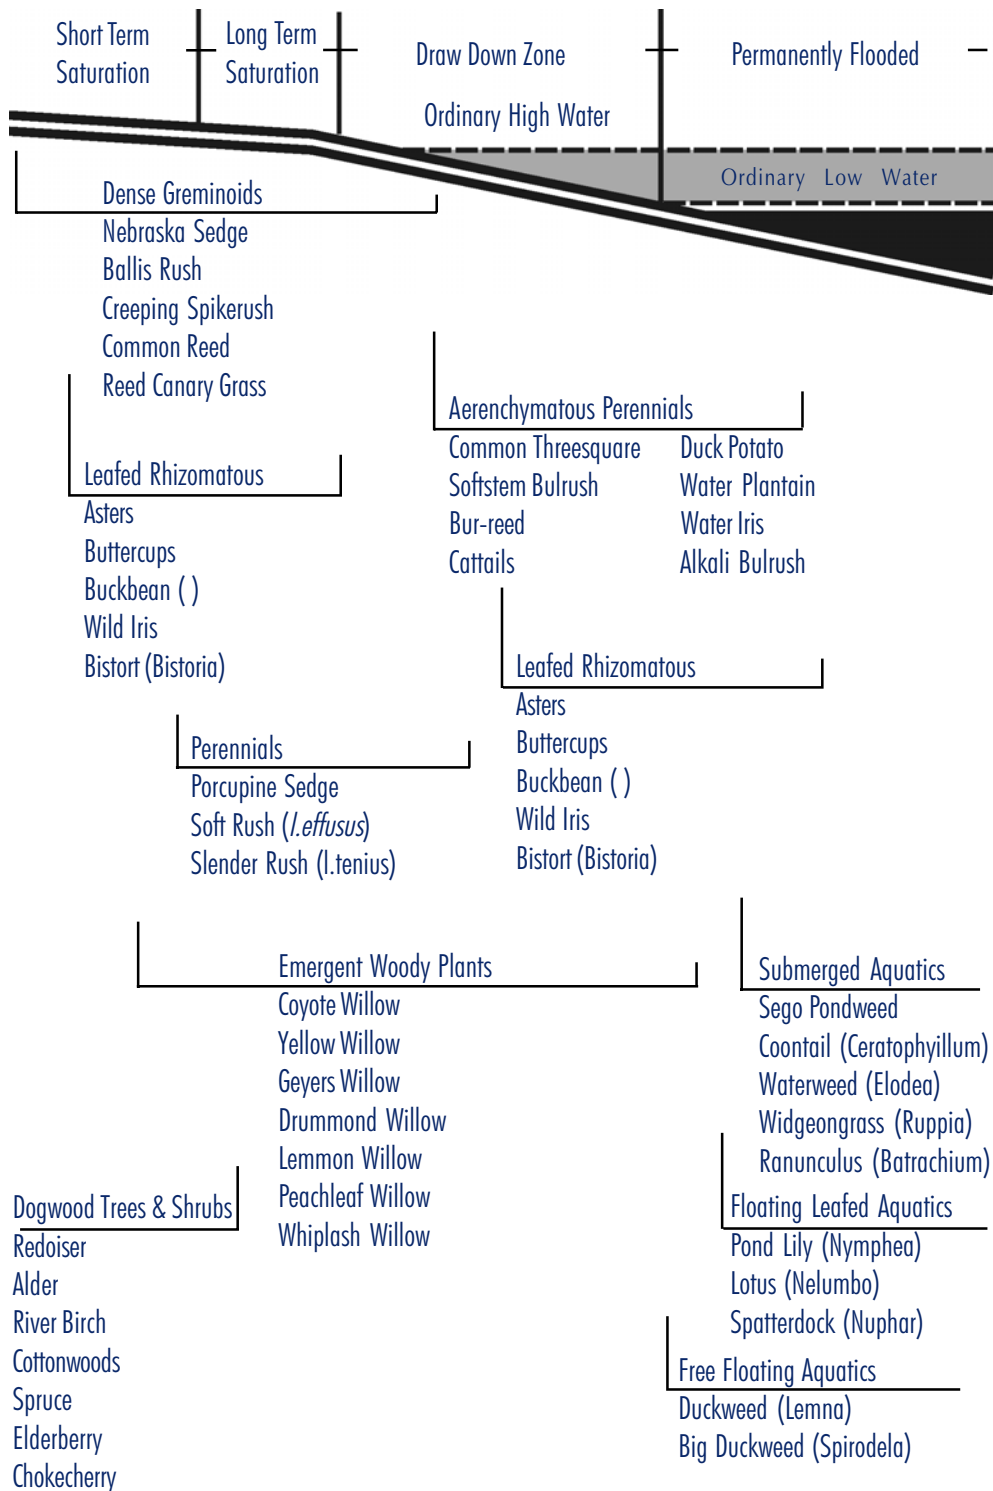 Short Term
Saturation
Long Term
Saturation
Draw Down Zone
Permanently Flooded
Ordinary High Water
Ordinary Low Water
Dense Greminoids
Nebraska Sedge
Ballis Rush
Creeping Spikerush
Common Reed
Reed Canary Grass
Aerenchymatous Perennials
Common Threesquare
Softstem Bulrush
Bur-reed
Cattails
Duck Potato
Water Plantain
Water Iris
Alkali Bulrush
Leafed Rhizomatous
Asters
Buttercups
Buckbean ( )
Wild Iris
Bistort (Bistoria)
Leafed Rhizomatous
Asters
Buttercups
Buckbean ( )
Wild Iris
Bistort (Bistoria)
Perennials
Porcupine Sedge
Soft Rush (l.effusus)
Slender Rush (l.tenius)
Emergent Woody Plants
Coyote Willow
Yellow Willow
Geyers Willow
Drummond Willow
Lemmon Willow
Peachleaf Willow
Whiplash Willow
Submerged Aquatics
Sego Pondweed
Coontail (Ceratophyillum)
Waterweed (Elodea)
Widgeongrass (Ruppia)
Ranunculus (Batrachium)
Dogwood Trees & Shrubs
Redoiser
Alder
River Birch
Cottonwoods
Spruce
Elderberry
Chokecherry
Floating Leafed Aquatics
Pond Lily (Nymphea)
Lotus (Nelumbo)
Spatterdock (Nuphar)
Free Floating Aquatics
Duckweed (Lemna)
Big Duckweed (Spirodela)